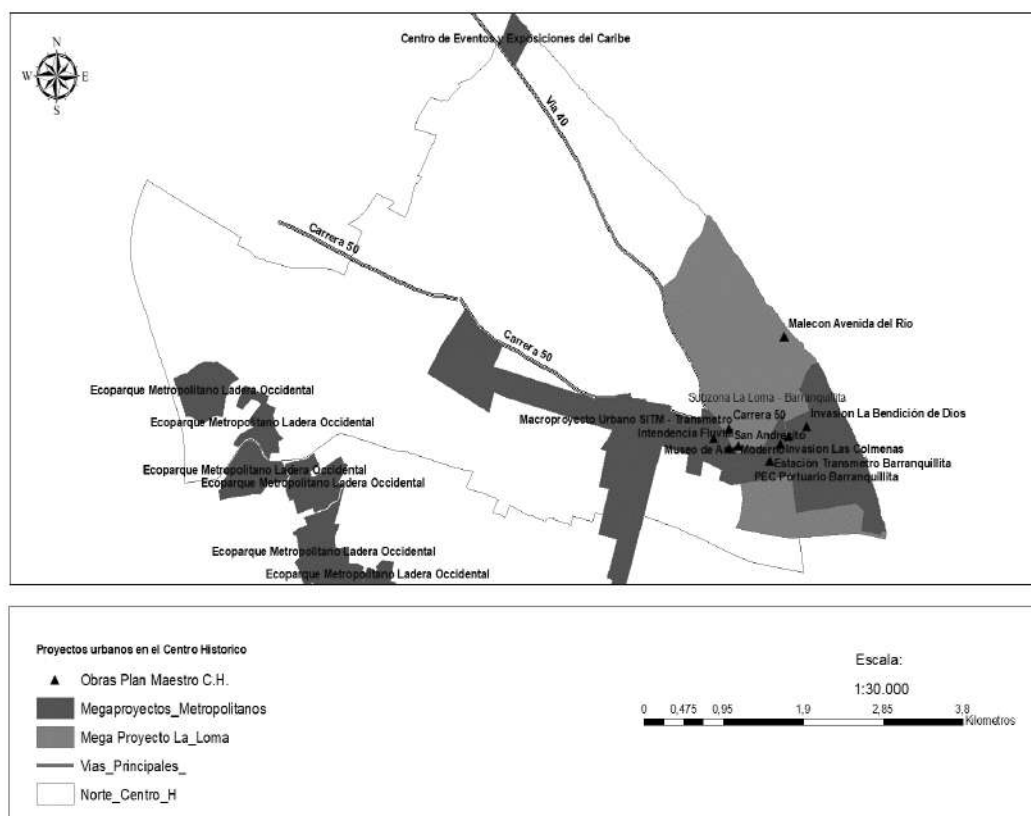 Centro de Eventos y Exposiciones del Caribe
N
W E
S
Via 40
Carrera 50
Carrera 50
Malecon Avenida del Rio
Ecoparque Metropolitano Ladera Occidental
Subzona La Loma - Barranquillita
Ecoparque Metropolitano Ladera Occidental
Macroproyecto Urbano SITM - Transmetro
Carrera 50
Invasion La Bendición de Dios
Intendencia Fluvial
San Andresito
Museo de Arte Moderno
Invasion Las Colmenas
Ecoparque Metropolitano Ladera Occidental
Estación Transmetro Barranquillita
Ecoparque Metropolitano Ladera Occidental
PEC Portuario Barranquillita
Ecoparque Metropolitano Ladera Occidental
Ecoparque Metropolitano Ladera Occidental
Proyectos urbanos en el Centro Historico
Obras Plan Maestro C.H.
Megaproyectos_Metropolitanos
Mega Proyecto La_Loma
Vias_Principales_
Norte_Centro_H
Escala:
1:30.000
0 0,475 0,95 1,9 2,85 3,8
Kilometros